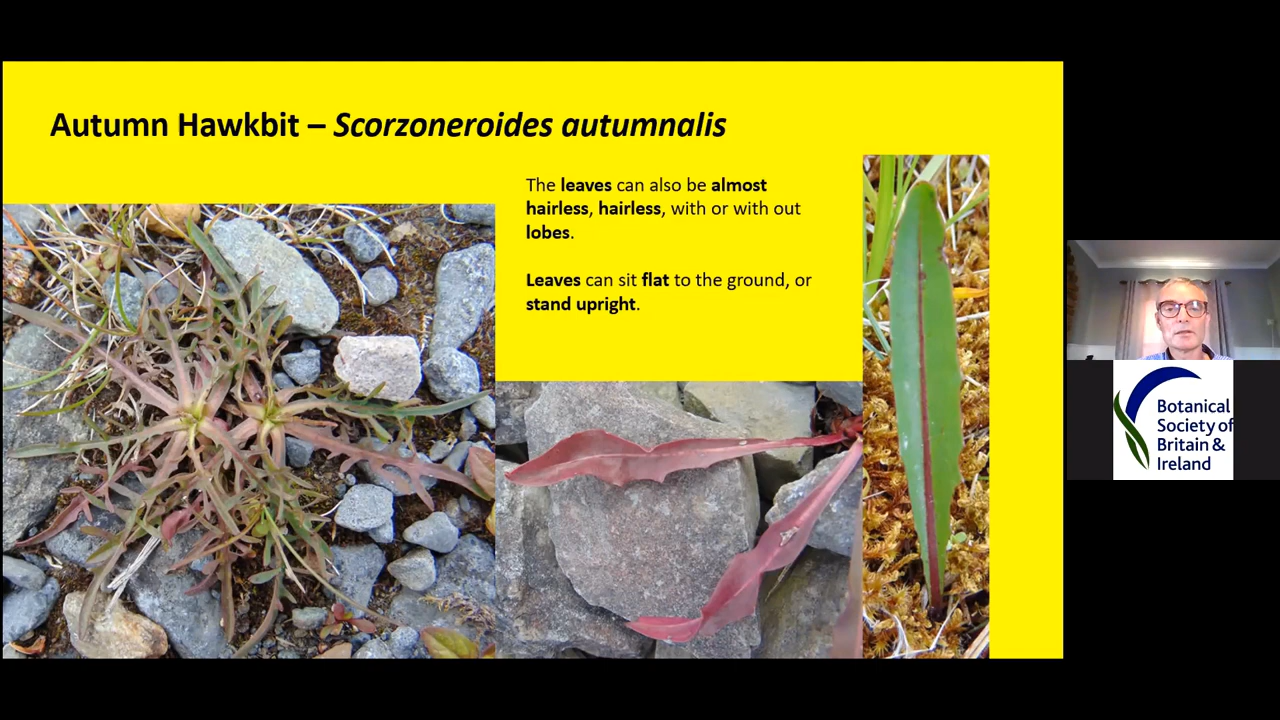 Autumn Hawkbit – Scorzoneroides autumnalis
The leaves can also be almost
hairless, hairless, with or with out
lobes.
Leaves can sit flat to the ground, or
stand upright.
Botanical
Society of
Britain &
Ireland